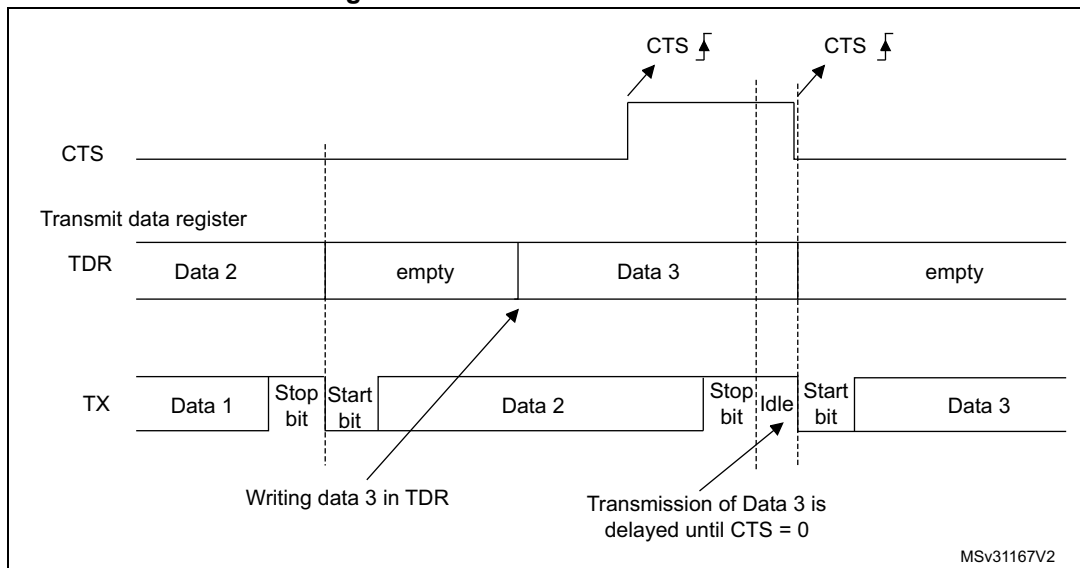 CTS CTS
CTS
Transmit data register
TDR Data 2 empty Data 3 empty
TX Data 1 Stop bit Start bit Data 2 Stop bit Idle Start bit Data 3
Writing data 3 in TDR
Transmission of Data 3 is
delayed until CTS = 0
MSv31167V2